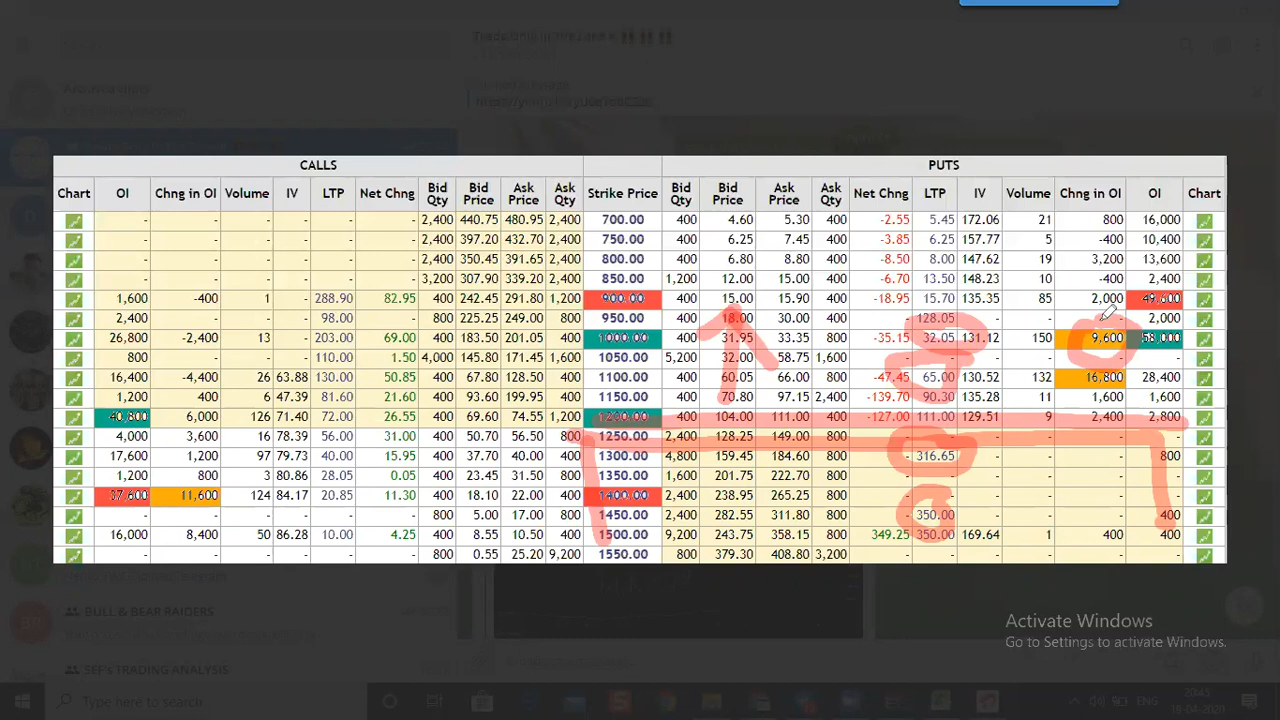 CALLS PUTS
Chart OI Chng in OI Volume IV LTP Net Chng Bid Qty Bid Price Ask Price Ask Qty Strike Price Bid Qty Bid Price Ask Price Ask Qty Net Chng LTP IV Volume Chng in OI OI Chart
- - - - - - 2,400 440.75 480.95 2,400 700.00 400 4.60 5.30 400 -2.55 5.45 172.06 21 800 16,000
- - - - - - 2,400 397.20 432.70 2,400 750.00 400 6.25 7.45 400 -3.85 6.25 157.77 5 -400 10,400
- - - - - - 2,400 350.45 391.65 2,400 800.00 400 6.80 8.80 400 -8.50 8.00 147.62 19 3,200 13,600
- - - - - - 3,200 307.90 339.20 2,400 850.00 1,200 12.00 15.00 400 -6.70 13.50 148.23 10 -400 2,400
1,600 -400 1 - 288.90 82.95 400 242.45 291.80 1,200 900.00 400 15.00 15.90 400 -18.95 15.70 135.35 85 2,000 49,600
2,400 - - - 98.00 - 800 225.25 249.00 800 950.00 400 18.00 30.00 400 - 128.05 - - - 2,000
26,800 -2,400 13 - 203.00 69.00 400 183.50 201.05 400 1000.00 400 31.95 33.35 800 -35.15 32.05 131.12 150 9,600 58,000
800 - - - 110.00 1.50 4,000 145.80 171.45 1,600 1050.00 5,200 32.00 58.75 1,600 - - - - - -
16,400 -4,400 26 63.88 130.00 50.85 400 67.80 128.50 400 1100.00 400 60.05 66.00 800 -47.45 65.00 130.52 132 16,800 28,400
1,200 400 6 47.39 81.60 21.60 400 93.60 199.95 400 1150.00 400 70.80 97.15 2,400 -139.70 90.30 135.28 11 1,600 1,600
40,800 6,000 126 71.40 72.00 26.55 400 69.60 74.55 1,200 1200.00 400 104.00 111.00 400 -127.00 111.00 129.51 9 2,400 2,800
4,000 3,600 16 78.39 56.00 31.00 400 50.70 56.50 800 1250.00 2,400 128.25 149.00 800 - - - - - -
17,600 1,200 97 79.73 40.00 15.95 400 37.70 40.00 400 1300.00 4,800 159.45 184.60 800 - 316.65 - - - 800
1,200 800 3 80.86 28.05 0.05 400 23.45 31.50 800 1350.00 1,600 201.75 222.70 800 - - - - - -
37,600 11,600 124 84.17 20.85 11.30 400 18.10 22.00 400 1400.00 2,400 238.95 265.25 800 - - - - - -
- - - - - - 800 5.00 17.00 800 1450.00 2,400 282.55 311.80 800 - 350.00 - - - 400
16,000 8,400 50 86.28 10.00 4.25 400 8.55 10.50 400 1500.00 9,200 243.75 358.15 800 349.25 350.00 169.64 1 400 400
- - - - - - 800 0.55 25.20 9,200 1550.00 800 379.30 408.80 3,200 - - - - - -
BULL & BEAR RAIDERS
SFF's TRADING ANALYSIS
Activate Windows
Go to Settings to activate Windows.
Type here to search
ENG
20:45
18-04-2020